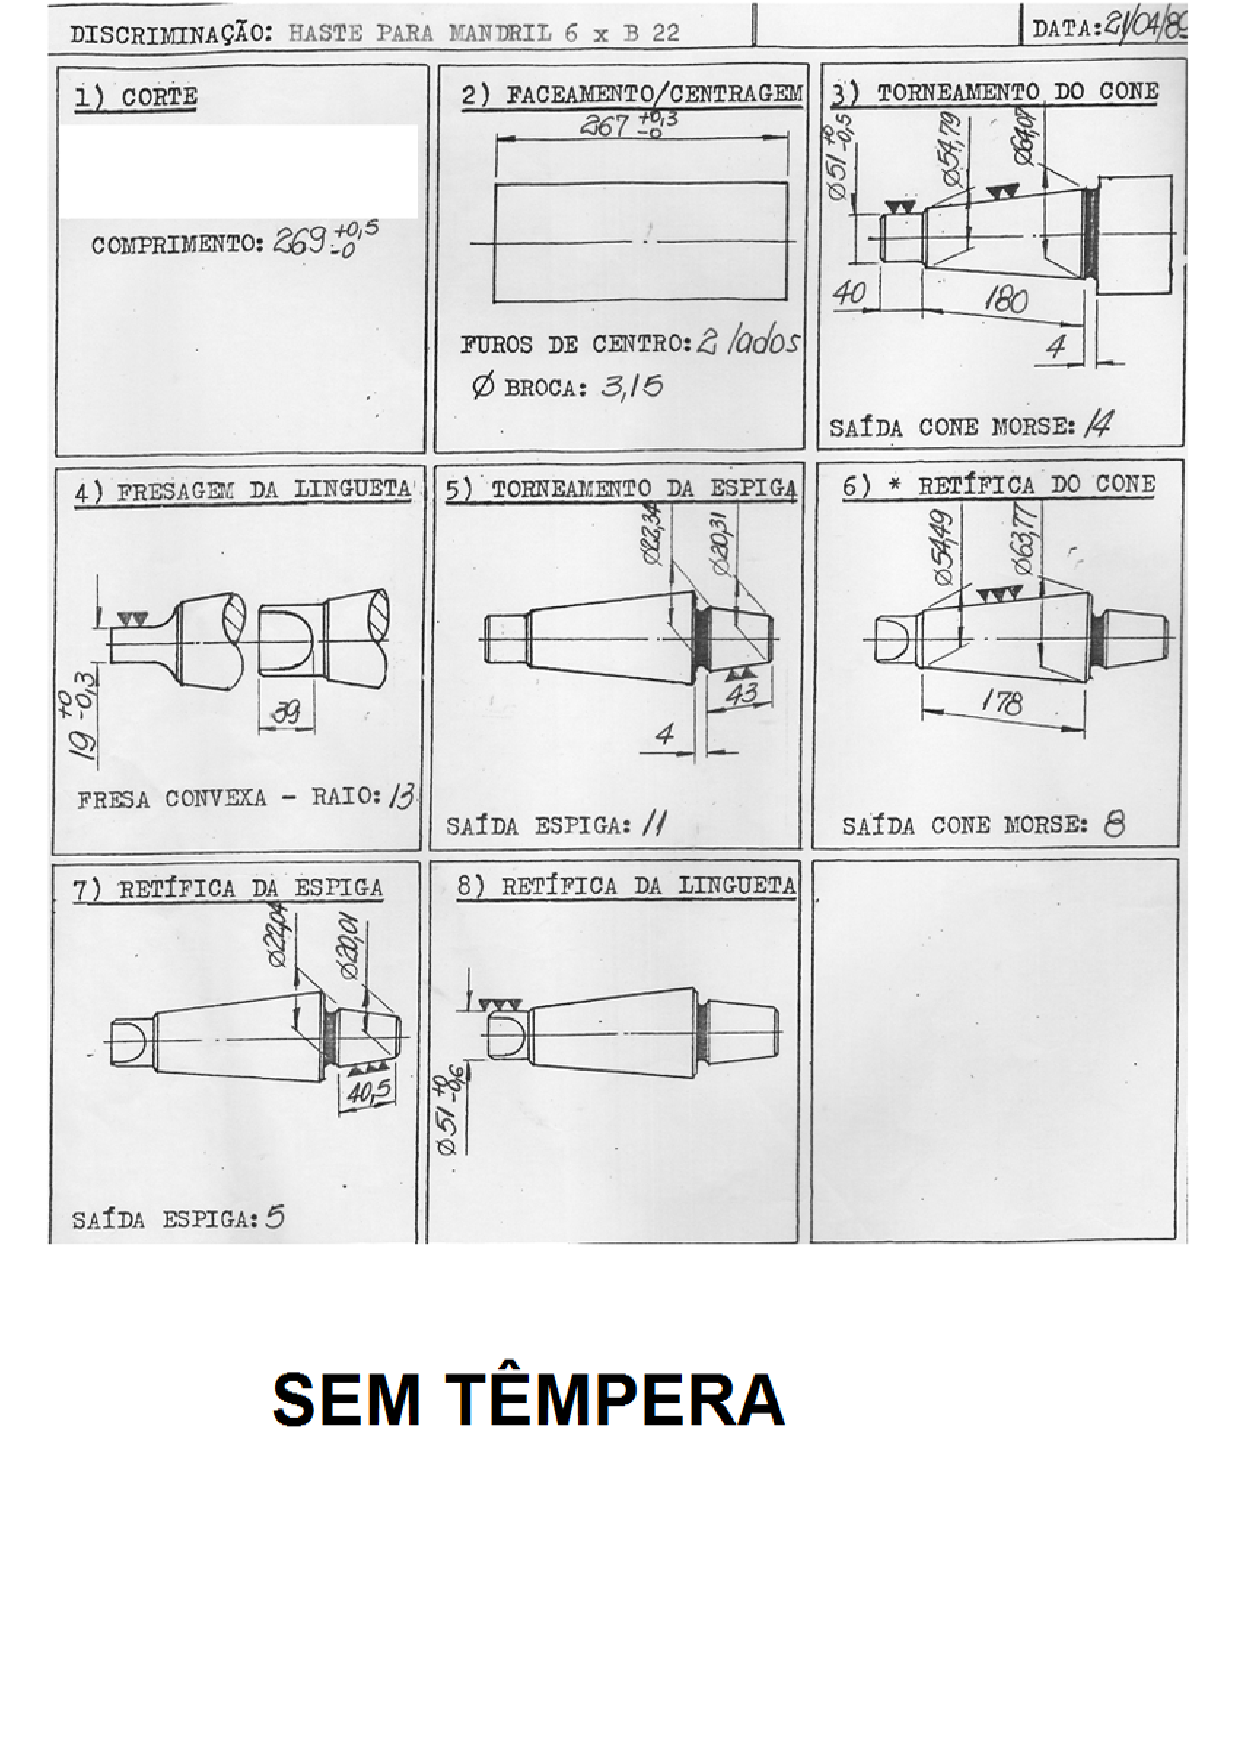 DISCRIMINAÇÃO: HASTE PARA MANDRIL 6 x B 22
DATA: 21/04/89
1) CORTE
COMPRIMENTO: 269 +0,5 -0
2) FACEAMENTO/CENTRAGEM
267 +0,3 -0
FUROS DE CENTRO: 2 lados
Ø BROCA: 3,15
3) TORNEAMENTO DO CONE
Ø51 +0 -0,5
Ø54,79
Ø64,07
40
180
4
SAÍDA CONE MORSE: 14
4) FRESAGEM DA LINGUETA
19 +0 -0,3
39
FRESA CONVEXA - RAIO: 13
5) TORNEAMENTO DA ESPIGA
Ø22,34
Ø20,31
43
4
SAÍDA ESPIGA: 11
6) * RETÍFICA DO CONE
Ø54,49
Ø63,77
178
SAÍDA CONE MORSE: 8
7) RETÍFICA DA ESPIGA
Ø22,04
Ø20,01
40,5
SAÍDA ESPIGA: 5
8) RETÍFICA DA LINGUETA
Ø51 +0 -0,6
SEM TÊMPERA